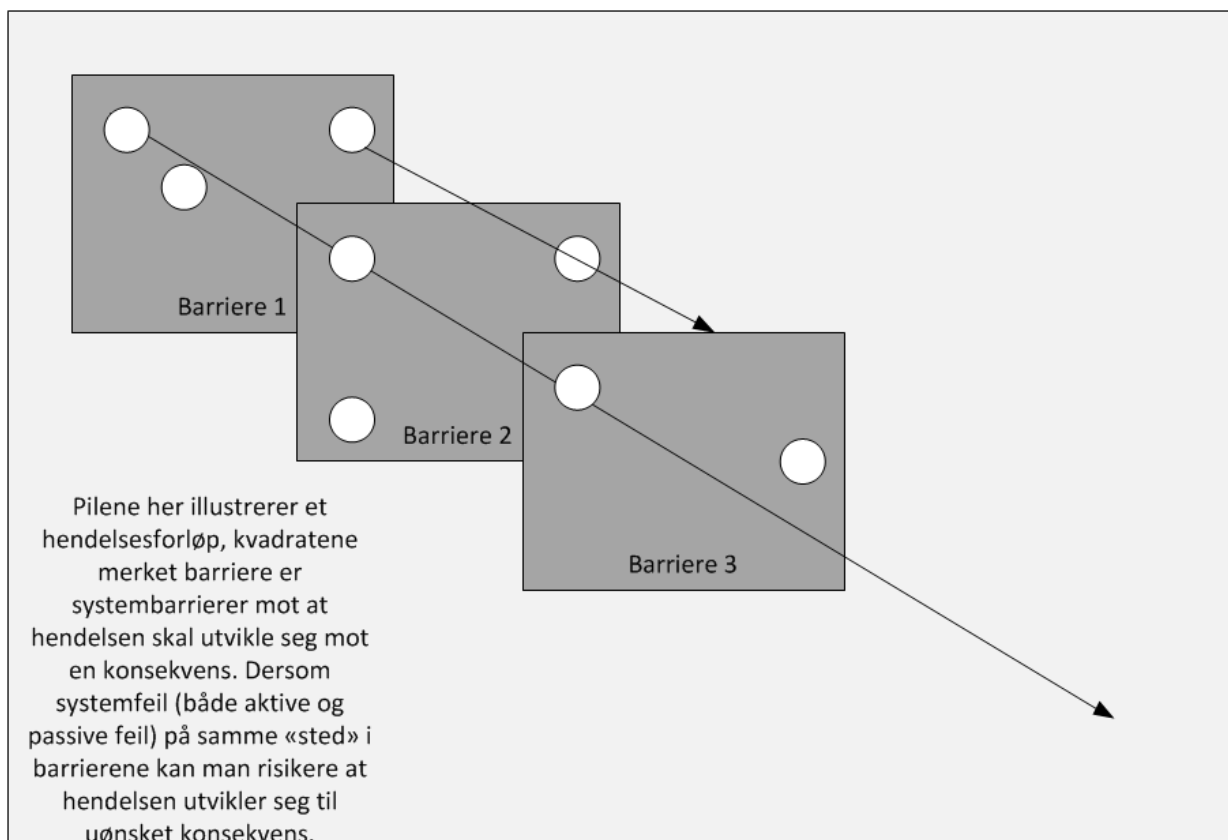 Barriere 1
Barriere 2
Barriere 3
Pilene her illustrerer et
hendelsesforløp, kvadratene
merket barriere er
systembarrierer mot at
hendelsen skal utvikle seg mot
en konsekvens. Dersom
systemfeil (både aktive og
passive feil) på samme «sted» i
barrierene kan man risikere at
hendelsen utvikler seg til
uønsket konsekvens.